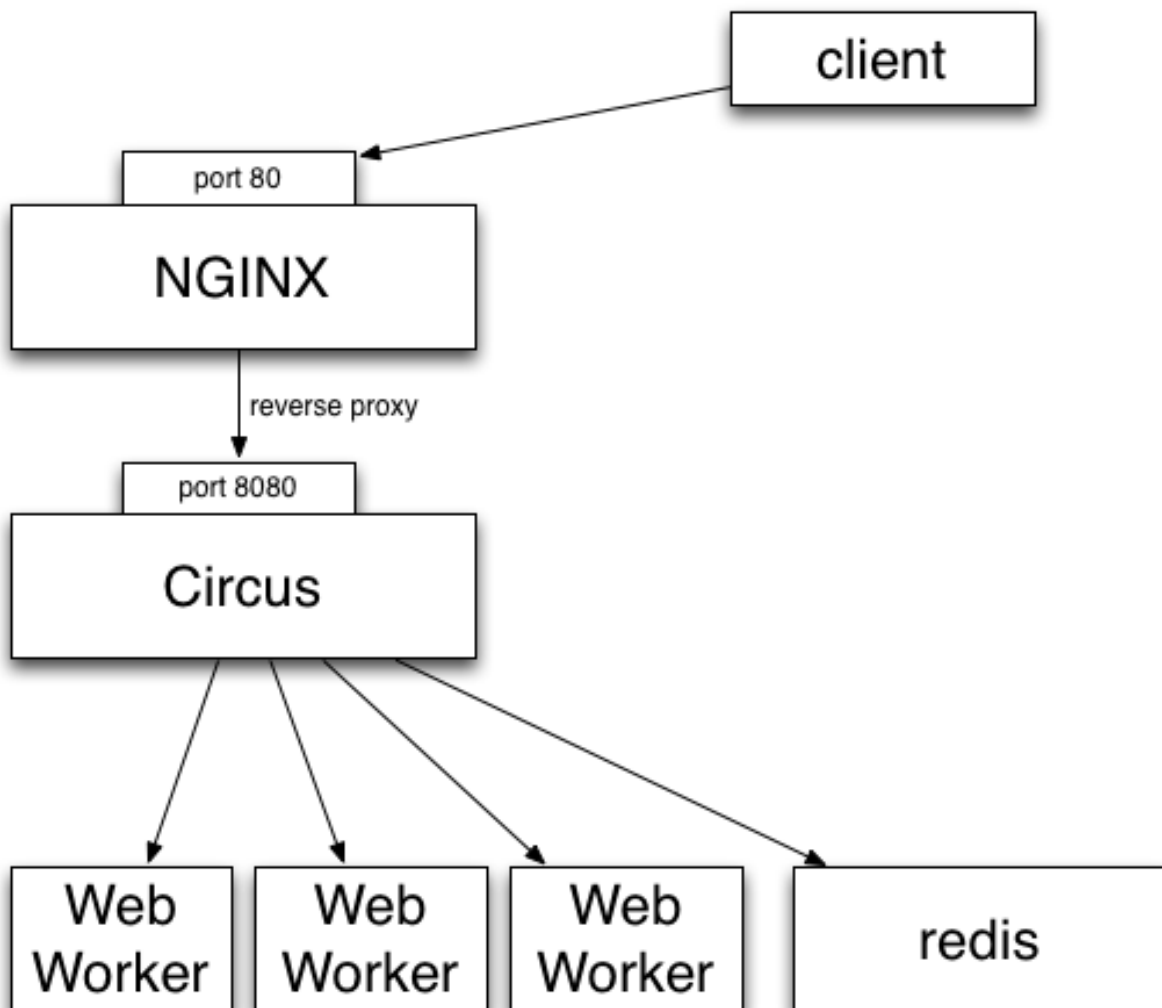 client
port 80
NGINX
reverse proxy
port 8080
Circus
Web
Worker
Web
Worker
Web
Worker
redis